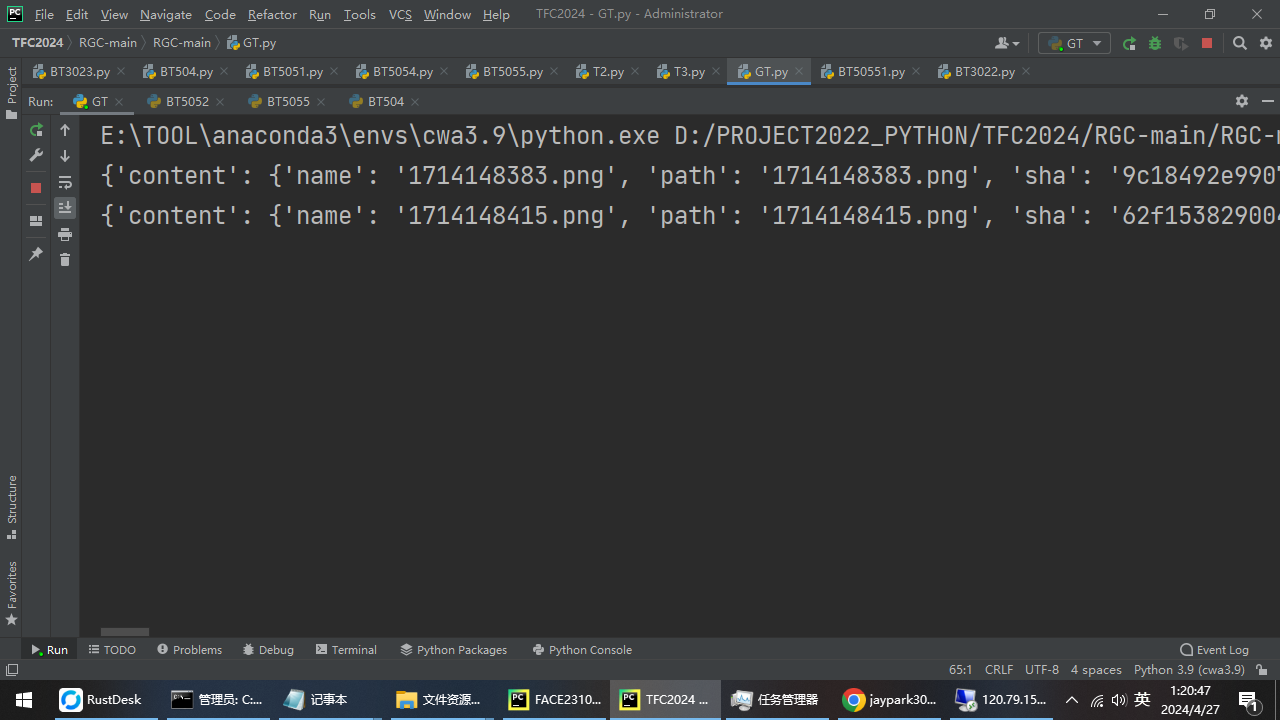 File Edit View Navigate Code Refactor Run Tools VCS Window Help TFC2024 - GT.py - Administrator
TFC2024 RGC-main RGC-main GT.py GT
BT3023.py BT504.py BT5051.py BT5054.py BT5055.py T2.py T3.py GT.py BT50551.py BT3022.py
Project
Run: GT BT5052 BT5055 BT504
E:\TOOL\anaconda3\envs\cwa3.9\python.exe D:/PROJECT2022_PYTHON/TFC2024/RGC-main/RGC-m
{'content': {'name': '1714148383.png', 'path': '1714148383.png', 'sha': '9c18492e9907
{'content': {'name': '1714148415.png', 'path': '1714148415.png', 'sha': '62f153829004
Structure
Favorites
Run TODO Problems Debug Terminal Python Packages Python Console Event Log
65:1 CRLF UTF-8 4 spaces Python 3.9 (cwa3.9)
RustDesk 管理员: C:... 记事本 文件资源... FACE2310... TFC2024 ... 任务管理器 jaypark30... 120.79.15... 英 1:20:47
2024/4/27 1